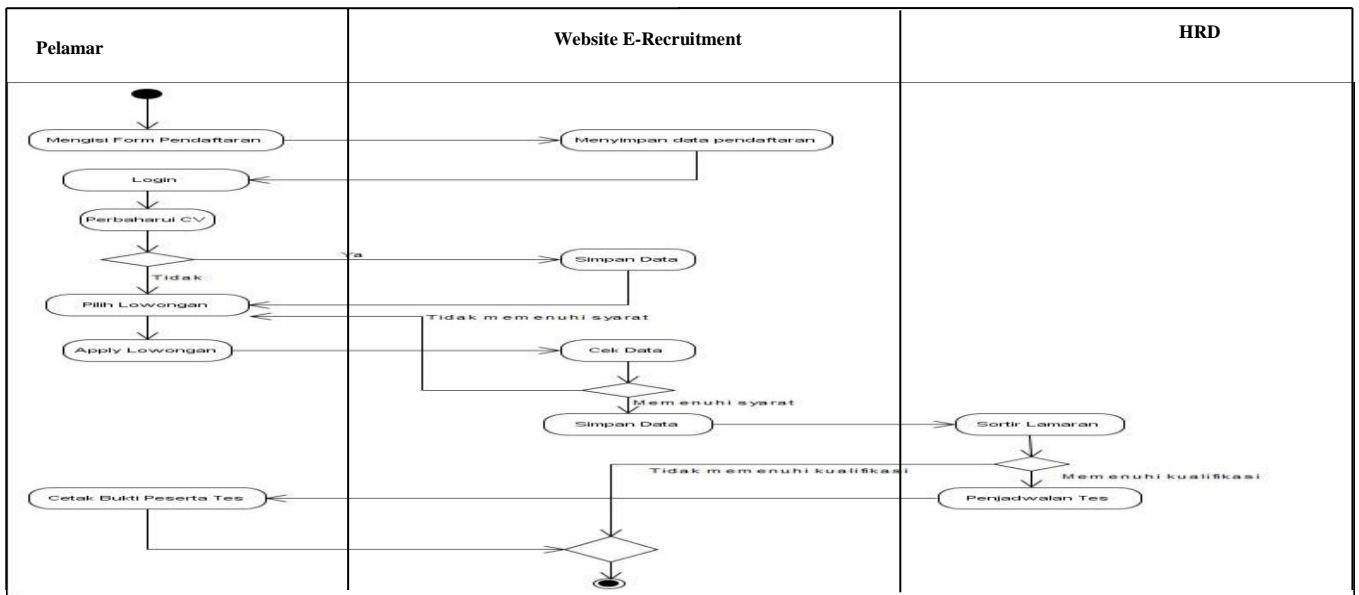 Pelamar
Website E-Recruitment
HRD
Mengisi Form Pendaftaran
Menyimpan data pendaftaran
Login
Perbaharui CV
Ya
Simpan Data
Tidak
Pilih Lowongan
Tidak memenuhi syarat
Apply Lowongan
Cek Data
Memenuhi syarat
Simpan Data
Sortir Lamaran
Tidak memenuhi kualifikasi
Memenuhi kualifikasi
Cetak Bukti Peserta Tes
Penjadwalan Tes